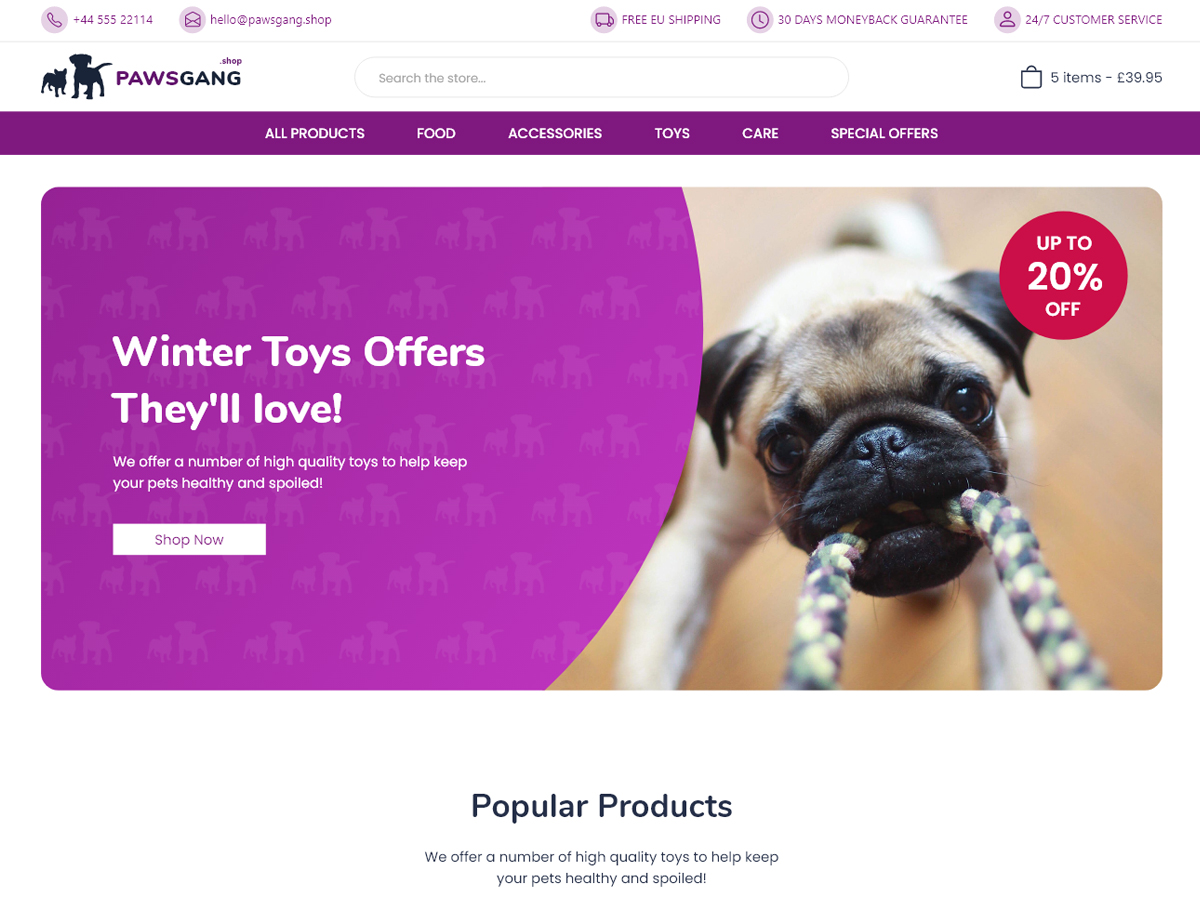 +44 555 22114
hello@pawsgang.shop
FREE EU SHIPPING
30 DAYS MONEYBACK GUARANTEE
24/7 CUSTOMER SERVICE
.shop
PAWSGANG
Search the store...
5 items - £39.95
ALL PRODUCTS
FOOD
ACCESSORIES
TOYS
CARE
SPECIAL OFFERS
Winter Toys Offers
They'll love!
We offer a number of high quality toys to help keep
your pets healthy and spoiled!
Shop Now
UP TO
20%
OFF
Popular Products
We offer a number of high quality toys to help keep
your pets healthy and spoiled!